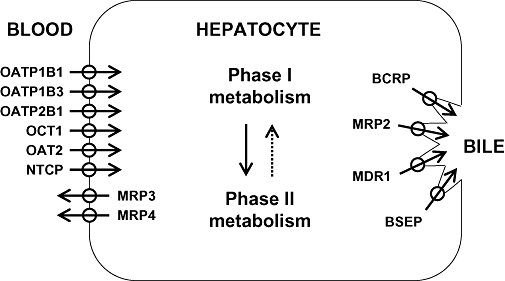 BLOOD
HEPATOCYTE
OATP1B1
OATP1B3
OATP2B1
OCT1
OAT2
NTCP
MRP3
MRP4
Phase I
metabolism
Phase II
metabolism
BCRP
MRP2
MDR1
BSEP
BILE